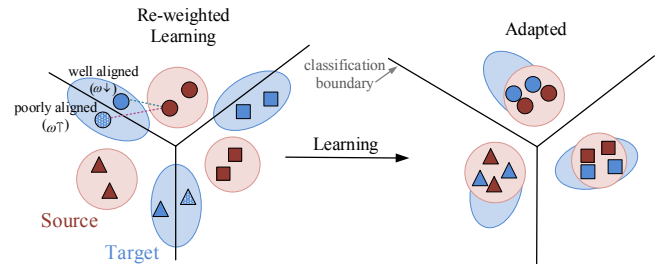 Re-weighted
Learning
well aligned
(ω↓)
poorly aligned
(ω↑)
Source
Target
Learning
Adapted
classification
boundary